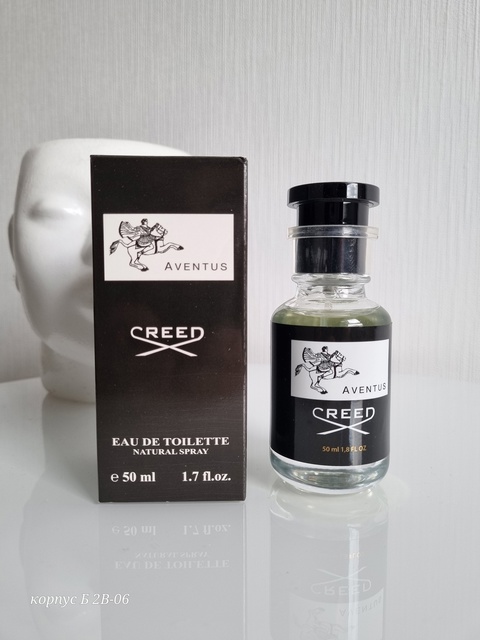 AVENTUS
CREED
EAU DE TOILETTE
NATURAL SPRAY
e 50 ml 1.7 fl.oz.
AVENTUS
CREED
50 ml 1,8 FL OZ
корпус Б 2В-06